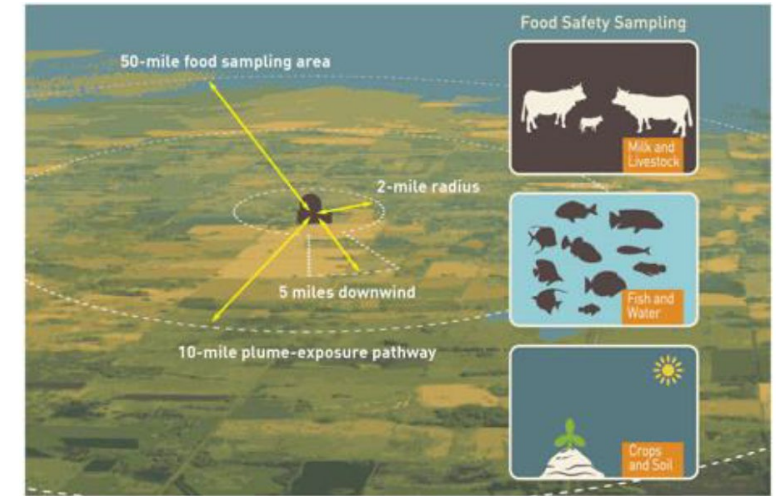 Food Safety Sampling
50-mile food sampling area
2-mile radius
5 miles downwind
10-mile plume-exposure pathway
Milk and
Livestock
Fish and
Water
Crops
and Soil